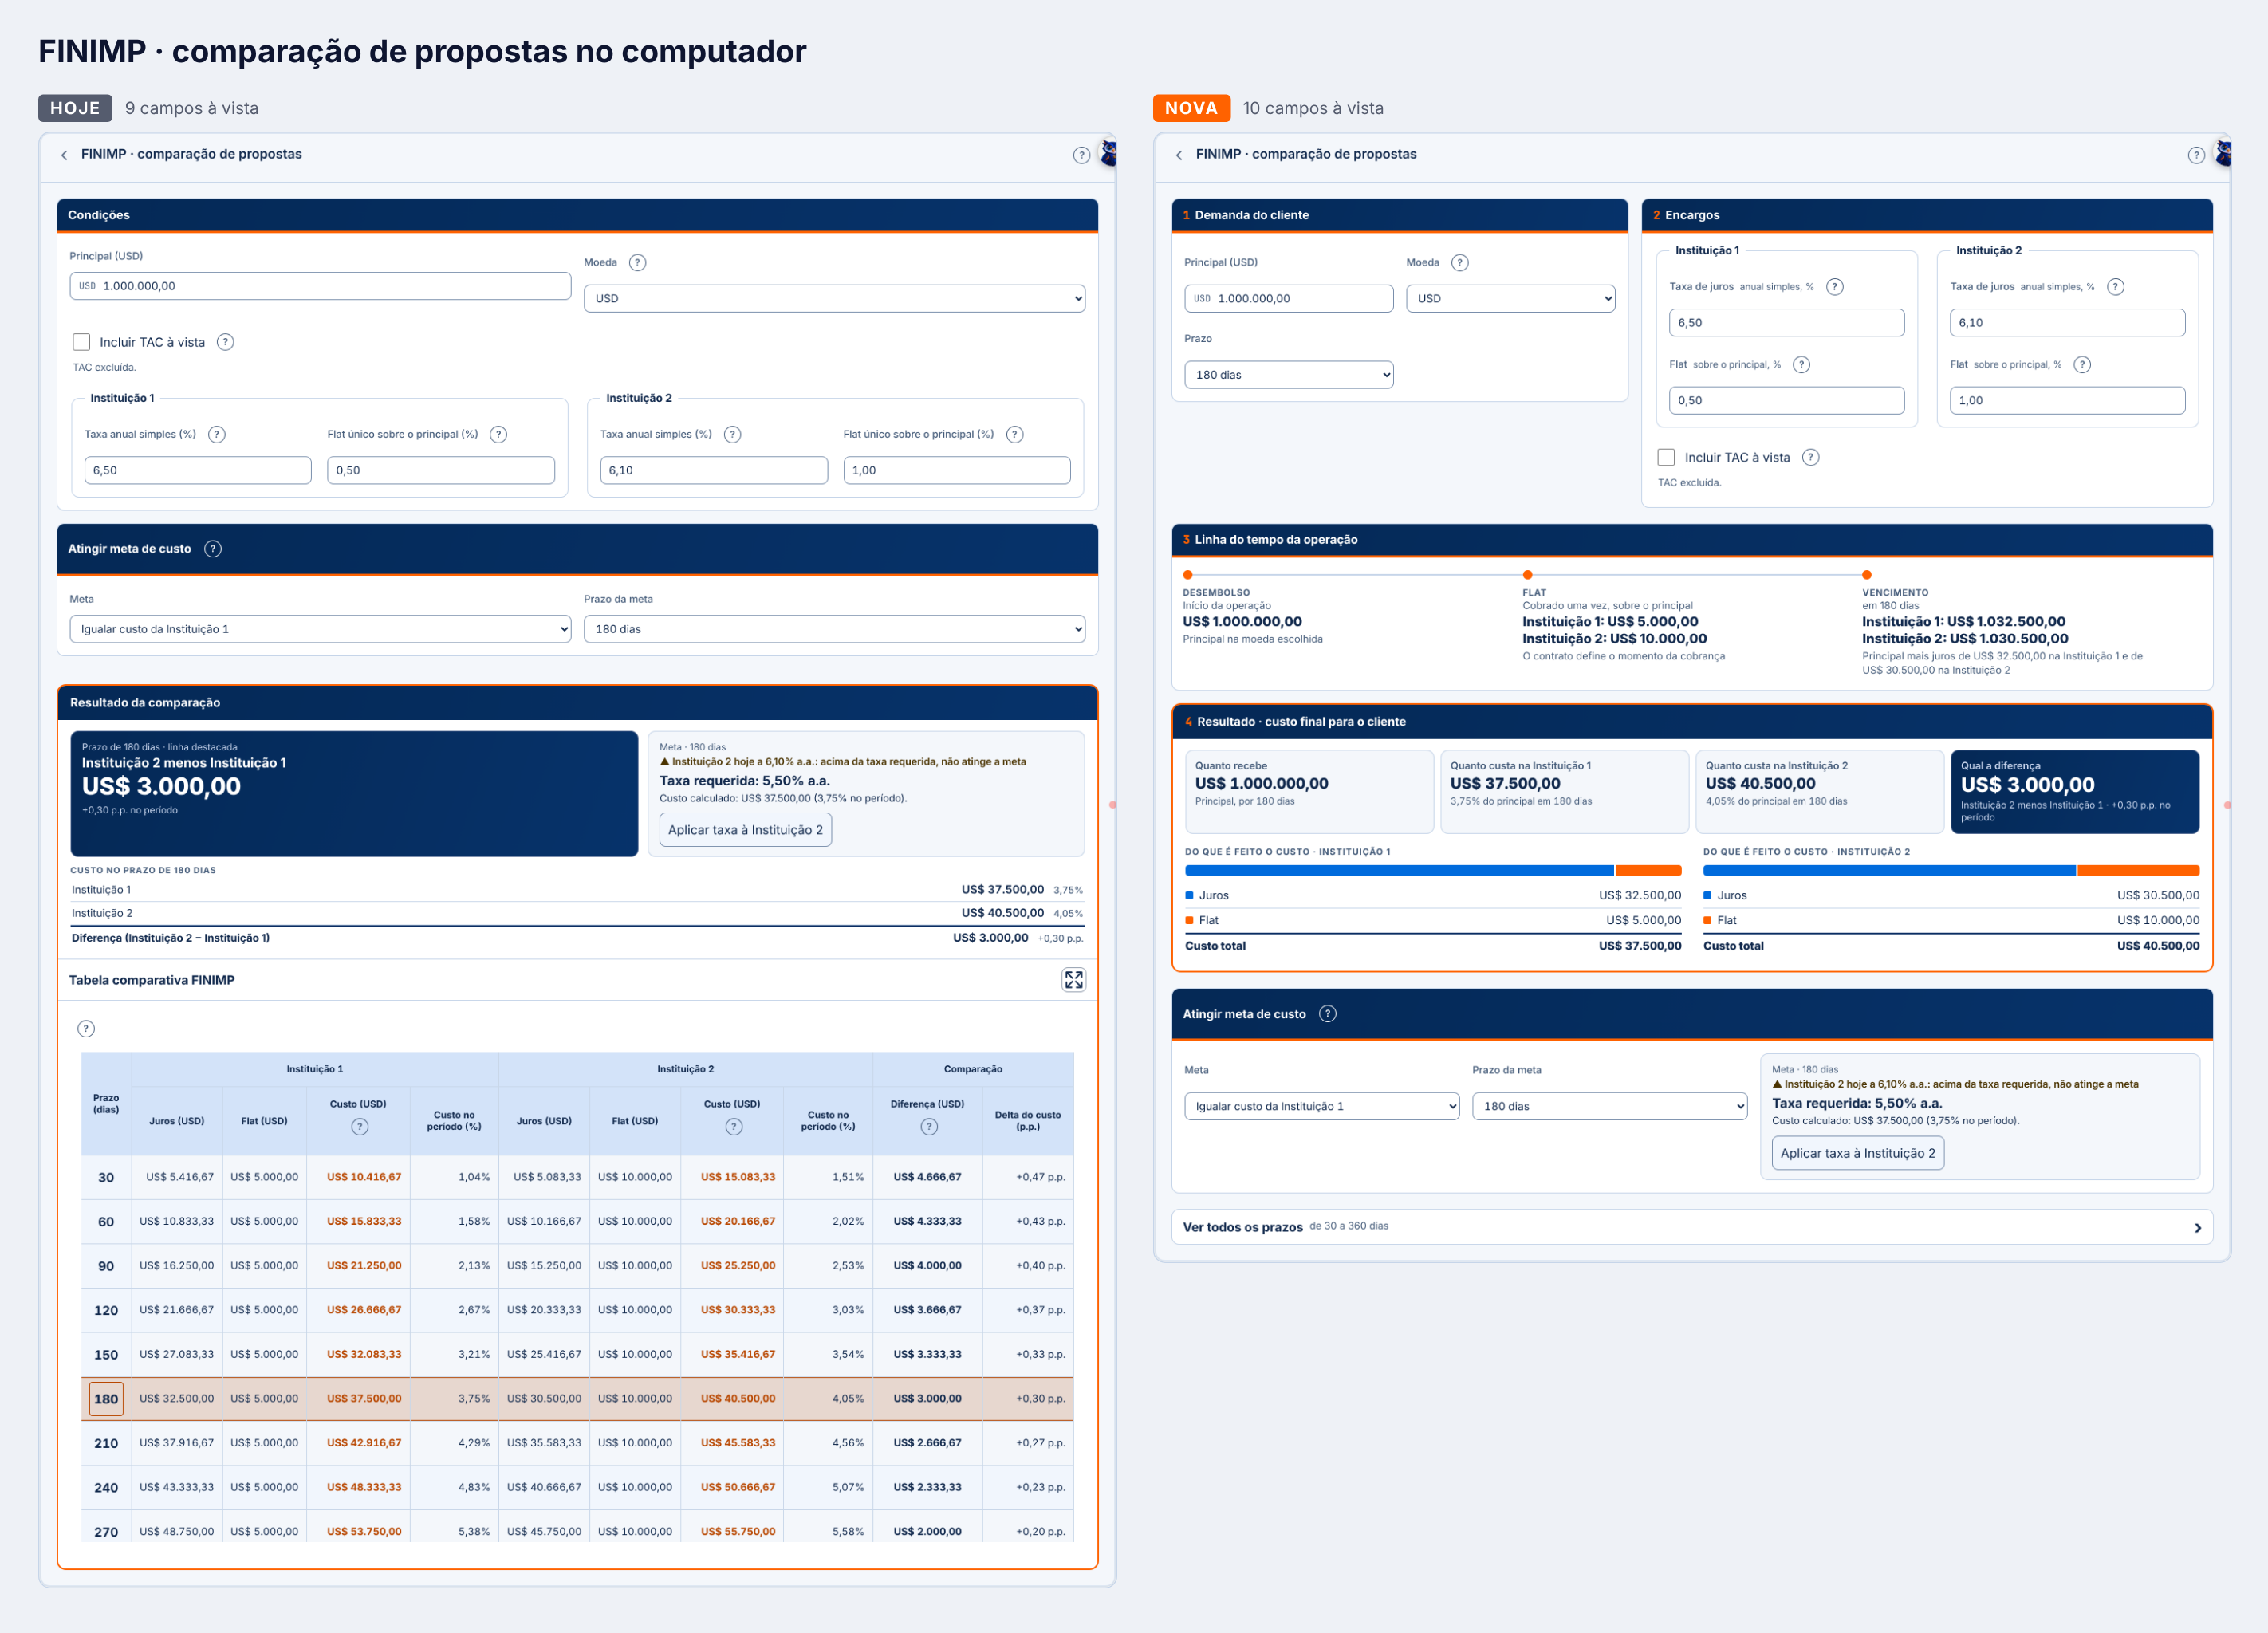 FINIMP · comparação de propostas no computador
HOJE 9 campos à vista
FINIMP · comparação de propostas ?
Condições
Principal (USD)
USD 1.000.000,00
Moeda ?
USD
Incluir TAC à vista ?
TAC excluída.
Instituição 1
Taxa anual simples (%) ? Flat único sobre o principal (%) ?
6,50 0,50
Instituição 2
Taxa anual simples (%) ? Flat único sobre o principal (%) ?
6,10 1,00
Atingir meta de custo ?
Meta Prazo da meta
Igualar custo da Instituição 1 180 dias
Resultado da comparação
Prazo de 180 dias · linha destacada
Instituição 2 menos Instituição 1
US$ 3.000,00
+0,30 p.p. no período
Meta · 180 dias
▲ Instituição 2 hoje a 6,10% a.a.: acima da taxa requerida, não atinge a meta
Taxa requerida: 5,50% a.a.
Custo calculado: US$ 37.500,00 (3,75% no período).
Aplicar taxa à Instituição 2
CUSTO NO PRAZO DE 180 DIAS
Instituição 1 US$ 37.500,00 3,75%
Instituição 2 US$ 40.500,00 4,05%
Diferença (Instituição 2 − Instituição 1) US$ 3.000,00 +0,30 p.p.
Tabela comparativa FINIMP
?
Prazo (dias) Instituição 1 Instituição 2 Comparação
Juros (USD) Flat (USD) Custo (USD) ? Custo no período (%) Juros (USD) Flat (USD) Custo (USD) ? Custo no período (%) Diferença (USD) ? Delta do custo (p.p.)
30 US$ 5.416,67 US$ 5.000,00 US$ 10.416,67 1,04% US$ 5.083,33 US$ 10.000,00 US$ 15.083,33 1,51% US$ 4.666,67 +0,47 p.p.
60 US$ 10.833,33 US$ 5.000,00 US$ 15.833,33 1,58% US$ 10.166,67 US$ 10.000,00 US$ 20.166,67 2,02% US$ 4.333,33 +0,43 p.p.
90 US$ 16.250,00 US$ 5.000,00 US$ 21.250,00 2,13% US$ 15.250,00 US$ 10.000,00 US$ 25.250,00 2,53% US$ 4.000,00 +0,40 p.p.
120 US$ 21.666,67 US$ 5.000,00 US$ 26.666,67 2,67% US$ 20.333,33 US$ 10.000,00 US$ 30.333,33 3,03% US$ 3.666,67 +0,37 p.p.
150 US$ 27.083,33 US$ 5.000,00 US$ 32.083,33 3,21% US$ 25.416,67 US$ 10.000,00 US$ 35.416,67 3,54% US$ 3.333,33 +0,33 p.p.
180 US$ 32.500,00 US$ 5.000,00 US$ 37.500,00 3,75% US$ 30.500,00 US$ 10.000,00 US$ 40.500,00 4,05% US$ 3.000,00 +0,30 p.p.
210 US$ 37.916,67 US$ 5.000,00 US$ 42.916,67 4,29% US$ 35.583,33 US$ 10.000,00 US$ 45.583,33 4,56% US$ 2.666,67 +0,27 p.p.
240 US$ 43.333,33 US$ 5.000,00 US$ 48.333,33 4,83% US$ 40.666,67 US$ 10.000,00 US$ 50.666,67 5,07% US$ 2.333,33 +0,23 p.p.
270 US$ 48.750,00 US$ 5.000,00 US$ 53.750,00 5,38% US$ 45.750,00 US$ 10.000,00 US$ 55.750,00 5,58% US$ 2.000,00 +0,20 p.p.
NOVA 10 campos à vista
FINIMP · comparação de propostas ?
1 Demanda do cliente
Principal (USD) Moeda ?
USD 1.000.000,00 USD
Prazo
180 dias
2 Encargos
Instituição 1
Taxa de juros anual simples, % ?
6,50
Flat sobre o principal, % ?
0,50
Instituição 2
Taxa de juros anual simples, % ?
6,10
Flat sobre o principal, % ?
1,00
Incluir TAC à vista ?
TAC excluída.
3 Linha do tempo da operação
DESEMBOLSO
Início da operação
US$ 1.000.000,00
Principal na moeda escolhida
FLAT
Cobrado uma vez, sobre o principal
Instituição 1: US$ 5.000,00
Instituição 2: US$ 10.000,00
O contrato define o momento da cobrança
VENCIMENTO
em 180 dias
Instituição 1: US$ 1.032.500,00
Instituição 2: US$ 1.030.500,00
Principal mais juros de US$ 32.500,00 na Instituição 1 e de
US$ 30.500,00 na Instituição 2
4 Resultado · custo final para o cliente
Quanto recebe
US$ 1.000.000,00
Principal, por 180 dias
Quanto custa na Instituição 1
US$ 37.500,00
3,75% do principal em 180 dias
Quanto custa na Instituição 2
US$ 40.500,00
4,05% do principal em 180 dias
Qual a diferença
US$ 3.000,00
Instituição 2 menos Instituição 1 · +0,30 p.p. no
período
DO QUE É FEITO O CUSTO · INSTITUIÇÃO 1
Juros US$ 32.500,00
Flat US$ 5.000,00
Custo total US$ 37.500,00
DO QUE É FEITO O CUSTO · INSTITUIÇÃO 2
Juros US$ 30.500,00
Flat US$ 10.000,00
Custo total US$ 40.500,00
Atingir meta de custo ?
Meta Prazo da meta
Igualar custo da Instituição 1 180 dias
Meta · 180 dias
▲ Instituição 2 hoje a 6,10% a.a.: acima da taxa requerida, não atinge a meta
Taxa requerida: 5,50% a.a.
Custo calculado: US$ 37.500,00 (3,75% no período).
Aplicar taxa à Instituição 2
Ver todos os prazos de 30 a 360 dias